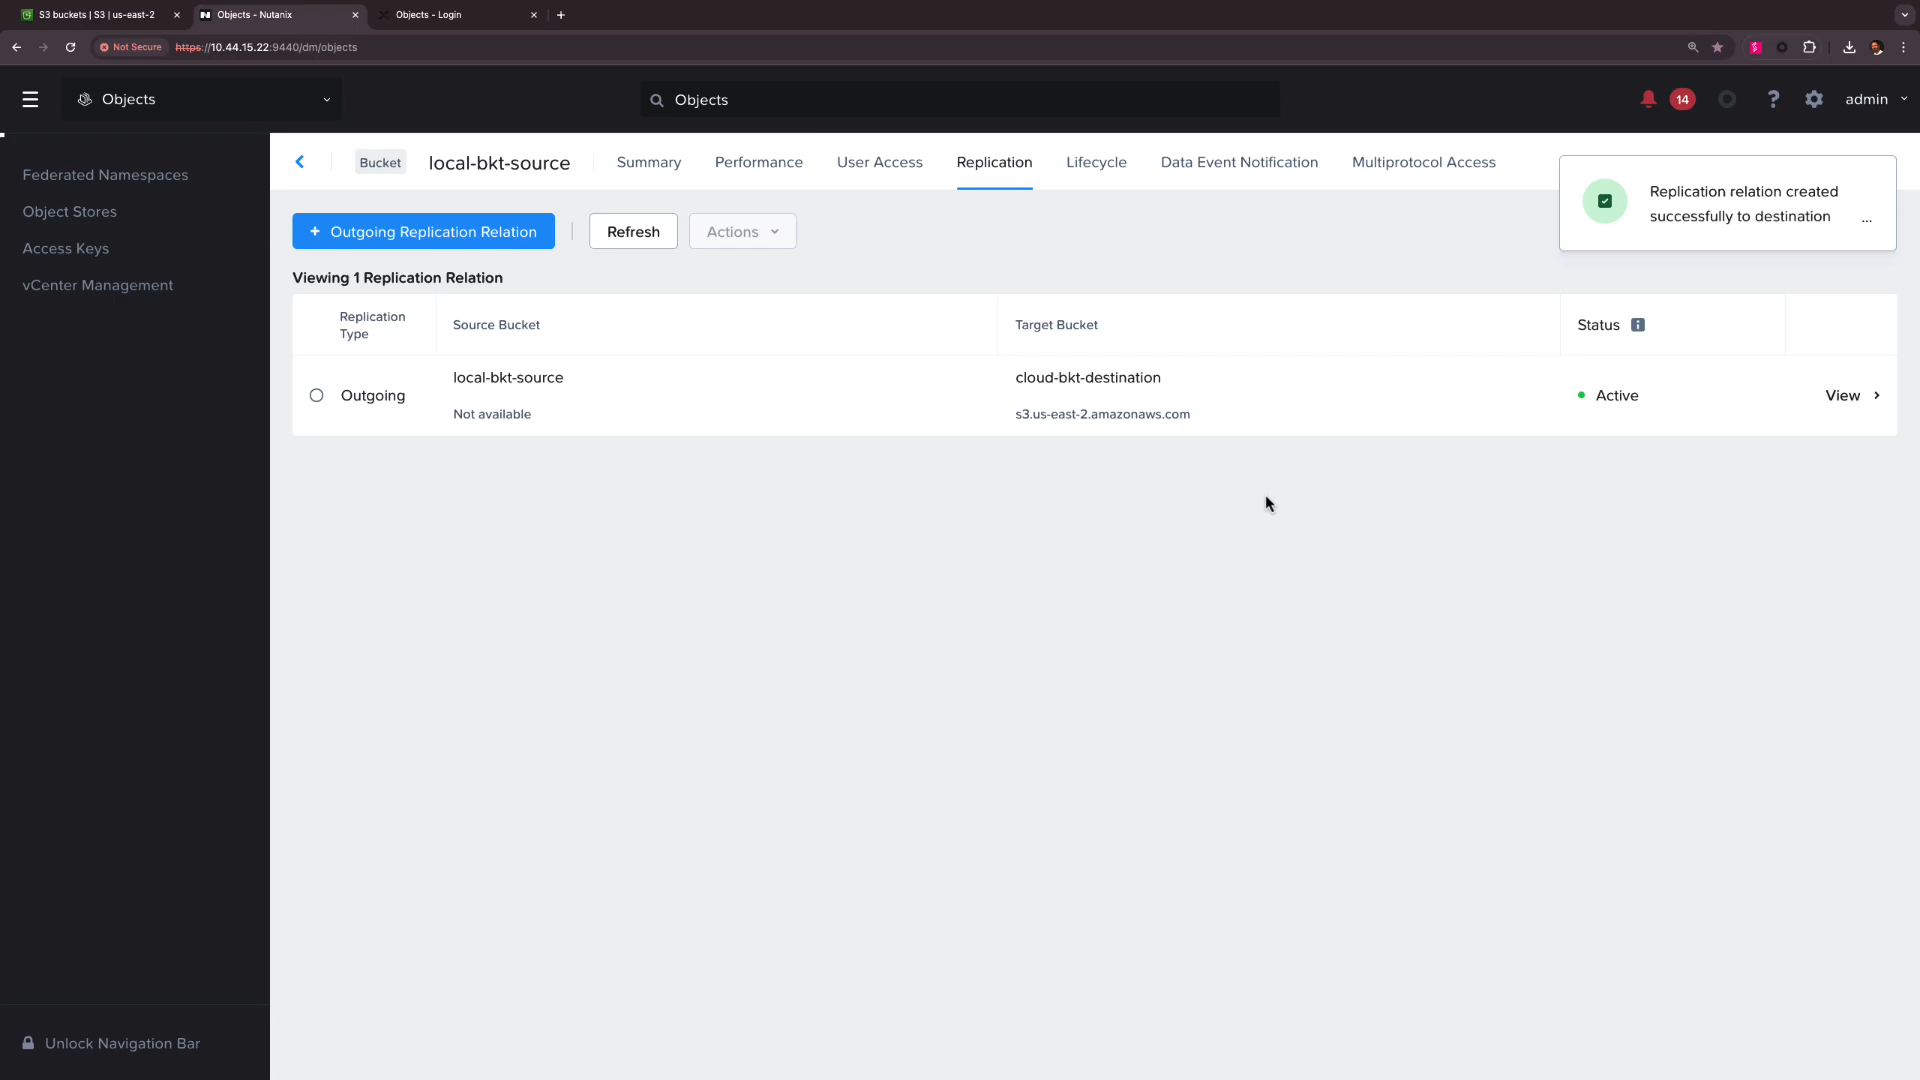 S3 buckets | S3 | us-east-2
Objects - Nutanix
Objects - Login
Not Secure
https://10.44.15.22:9440/dm/objects
Objects
Objects
14
?
admin
Federated Namespaces
Object Stores
Access Keys
vCenter Management
Bucket
local-bkt-source
Summary
Performance
User Access
Replication
Lifecycle
Data Event Notification
Multiprotocol Access
Replication relation created
successfully to destination ...
+ Outgoing Replication Relation
Refresh
Actions
Viewing 1 Replication Relation
Replication
Type
Source Bucket
Target Bucket
Status
Outgoing
local-bkt-source
Not available
cloud-bkt-destination
s3.us-east-2.amazonaws.com
Active
View
Unlock Navigation Bar